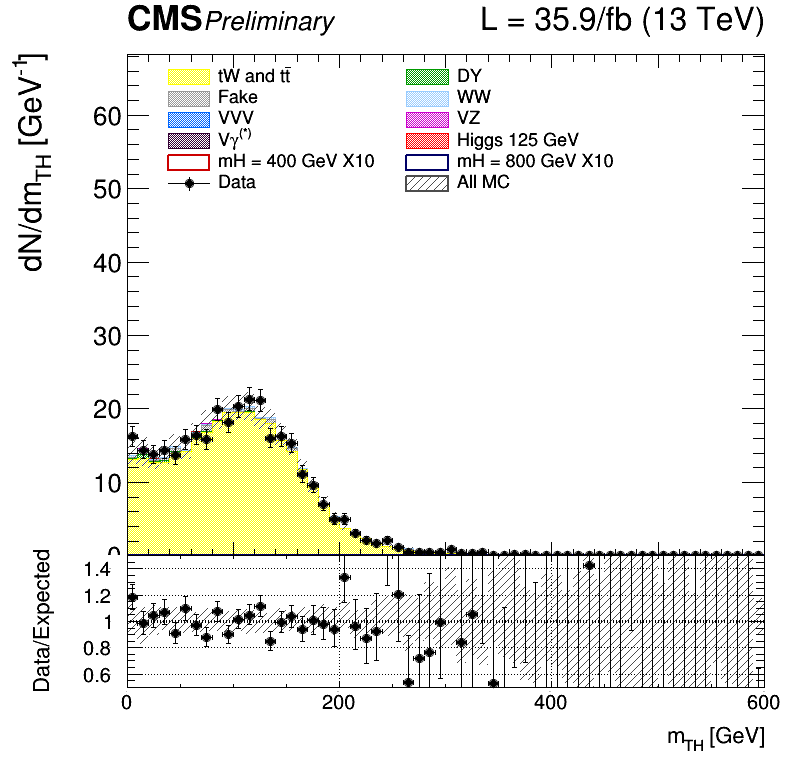 CMS Preliminary L = 35.9/fb (13 TeV)
dN/dm_TH [GeV⁻¹]
tW and tt̄ DY
Fake WW
VVV VZ
Vγ(*) Higgs 125 GeV
mH = 400 GeV X10 mH = 800 GeV X10
Data All MC
60
50
40
30
20
10
0
Data/Expected
1.4
1.2
1
0.8
0.6
0 200 400 600
m_TH [GeV]